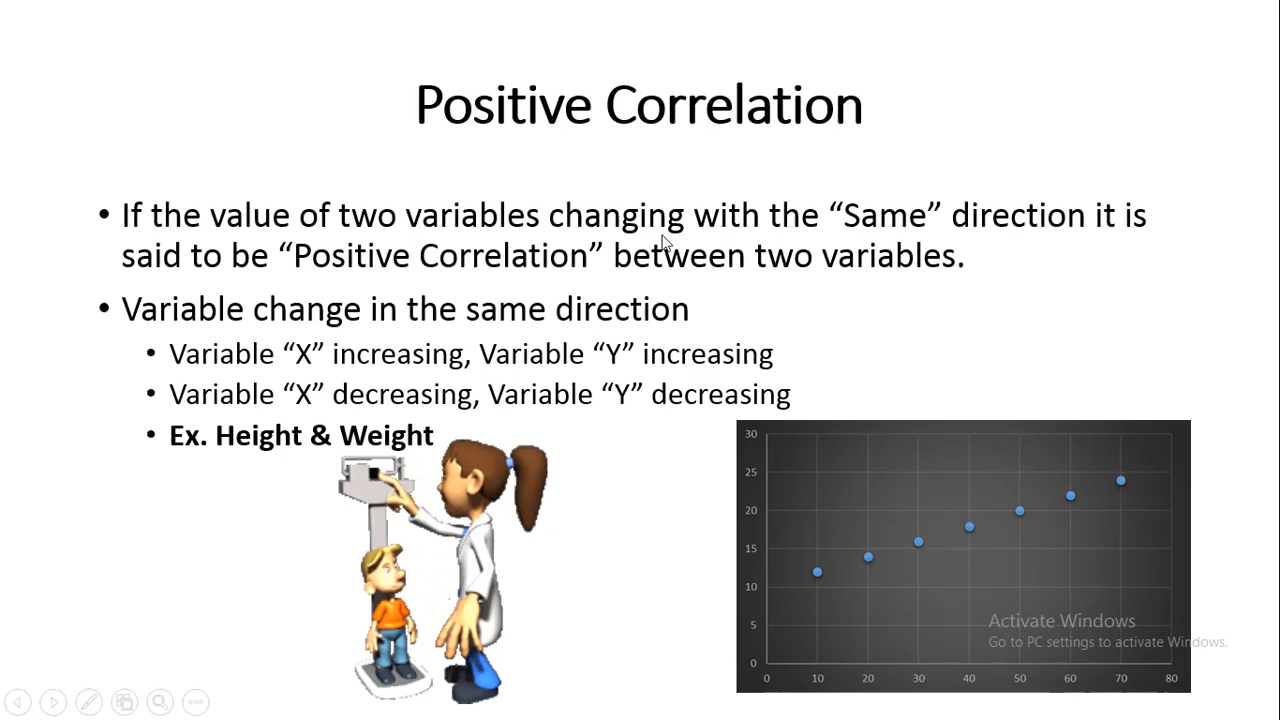 Positive Correlation
• If the value of two variables changing with the “Same” direction it is
said to be “Positive Correlation” between two variables.
• Variable change in the same direction
• Variable “X” increasing, Variable “Y” increasing
• Variable “X” decreasing, Variable “Y” decreasing
• Ex. Height & Weight
30
25
20
15
10
5
0
0 10 20 30 40 50 60 70 80
Activate Windows
Go to PC settings to activate Windows.